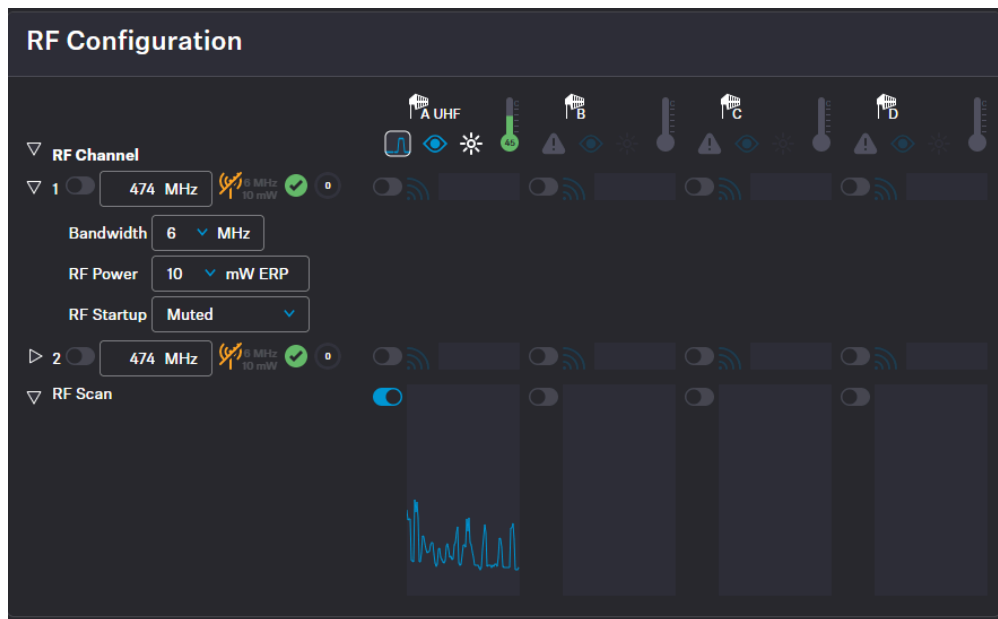 RF Configuration
A UHF
B
C
D
°C
°C
°C
°C
45
RF Channel
1 474 MHz 6 MHz 10 mW 0
Bandwidth 6 MHz
RF Power 10 mW ERP
RF Startup Muted
2 474 MHz 6 MHz 10 mW 0
RF Scan